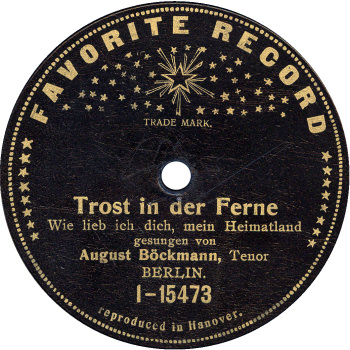 FAVORITE RECORD
TRADE MARK.
Trost in der Ferne
Wie lieb ich dich, mein Heimatland
gesungen von
August Böckmann, Tenor
BERLIN.
I-15473
reproduced in Hanover.